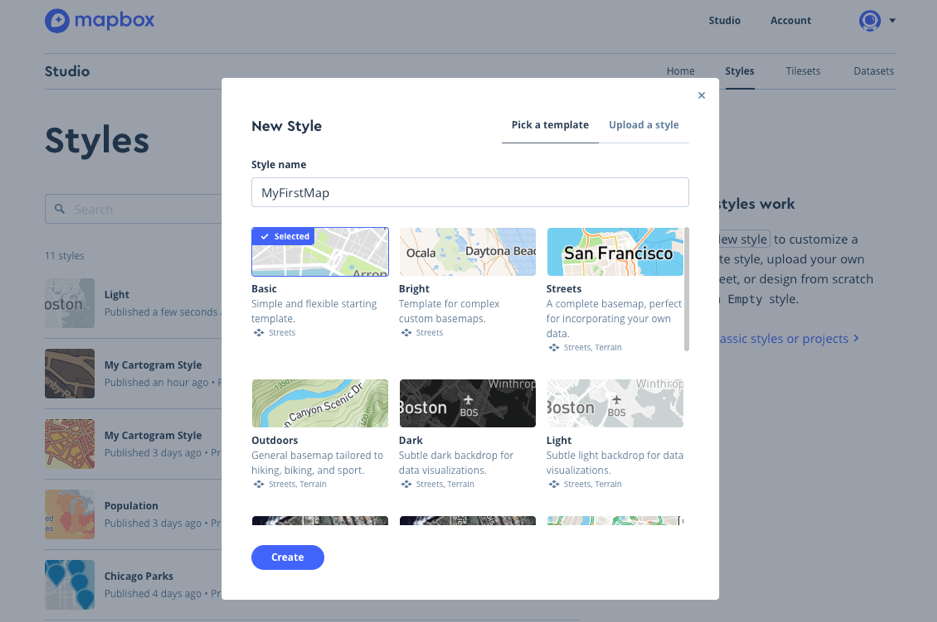 mapbox
Studio Account
Studio
Home Styles Tilesets Datasets
Styles
Search
11 styles
Light
Published a few seconds
My Cartogram Style
Published an hour ago • P
My Cartogram Style
Published 3 days ago • Pr
Population
Published 3 days ago • Pr
Chicago Parks
Published 4 days ago • Pr
styles work
New style to customize a
te style, upload your own
eet, or design from scratch
Empty style.
assic styles or projects
New Style
Pick a template Upload a style
Style name
MyFirstMap
Selected
Ocala Daytona Beac
San Francisco
Basic
Simple and flexible starting
template.
Streets
Bright
Template for complex
custom basemaps.
Streets
Streets
A complete basemap, perfect
for incorporating your own
data.
Streets, Terrain
1350
n Canyon Scenic Dr
Winthrop
Boston BOS
Winthrop
Boston BOS
Outdoors
General basemap tailored to
hiking, biking, and sport.
Streets, Terrain
Dark
Subtle dark backdrop for
data visualizations.
Streets, Terrain
Light
Subtle light backdrop for data
visualizations.
Streets, Terrain
Create